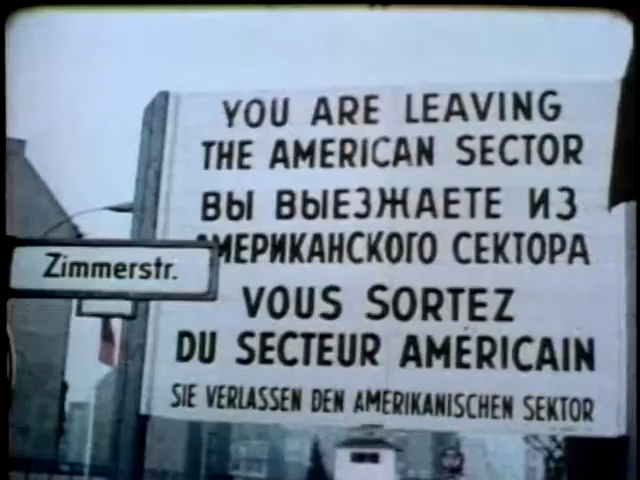 YOU ARE LEAVING
THE AMERICAN SECTOR
ВЫ ВЫЕЗЖАЕТЕ ИЗ
АМЕРИКАНСКОГО СЕКТОРА
VOUS SORTEZ
DU SECTEUR AMERICAIN
SIE VERLASSEN DEN AMERIKANISCHEN SEKTOR
Zimmerstr.